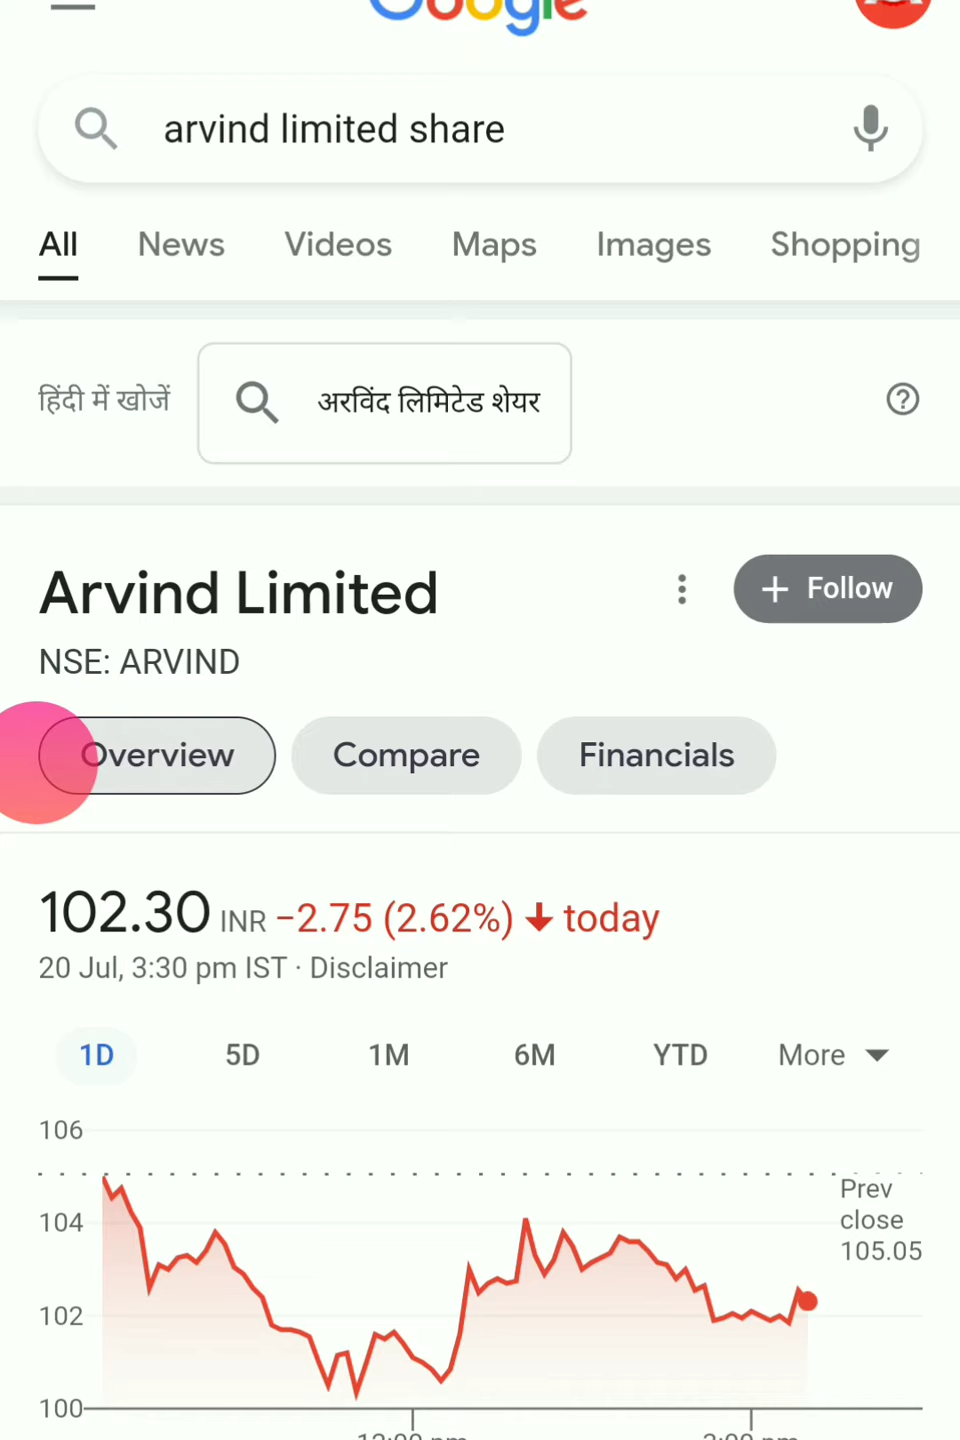 Google
arvind limited share
All News Videos Maps Images Shopping
हिंदी में खोजें अरविंद लिमिटेड शेयर
Arvind Limited
+ Follow
NSE: ARVIND
Overview Compare Financials
102.30 INR −2.75 (2.62%) ↓ today
20 Jul, 3:30 pm IST · Disclaimer
1D 5D 1M 6M YTD More
106
Prev
close
105.05
104
102
100